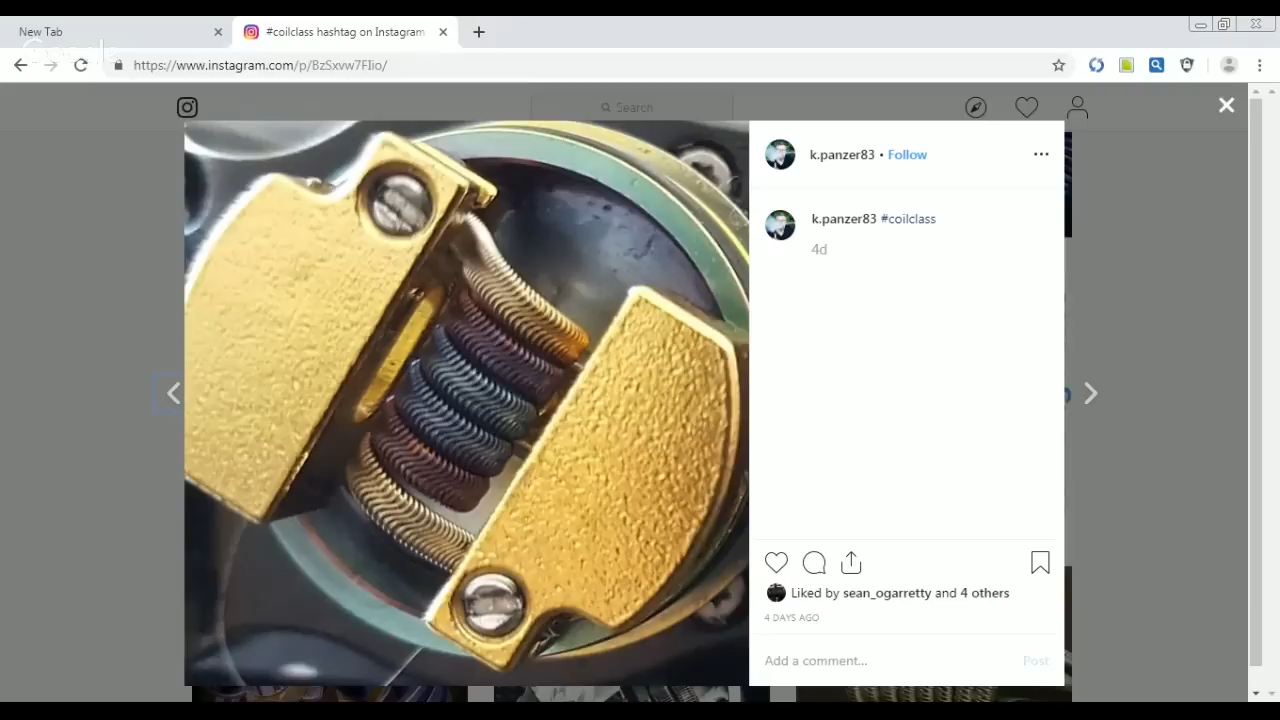 New Tab
#coilclass hashtag on Instagram
https://www.instagram.com/p/BzSxvw7FIio/
Search
k.panzer83 • Follow
k.panzer83 #coilclass
4d
Liked by sean_ogarretty and 4 others
4 DAYS AGO
Add a comment...
Post